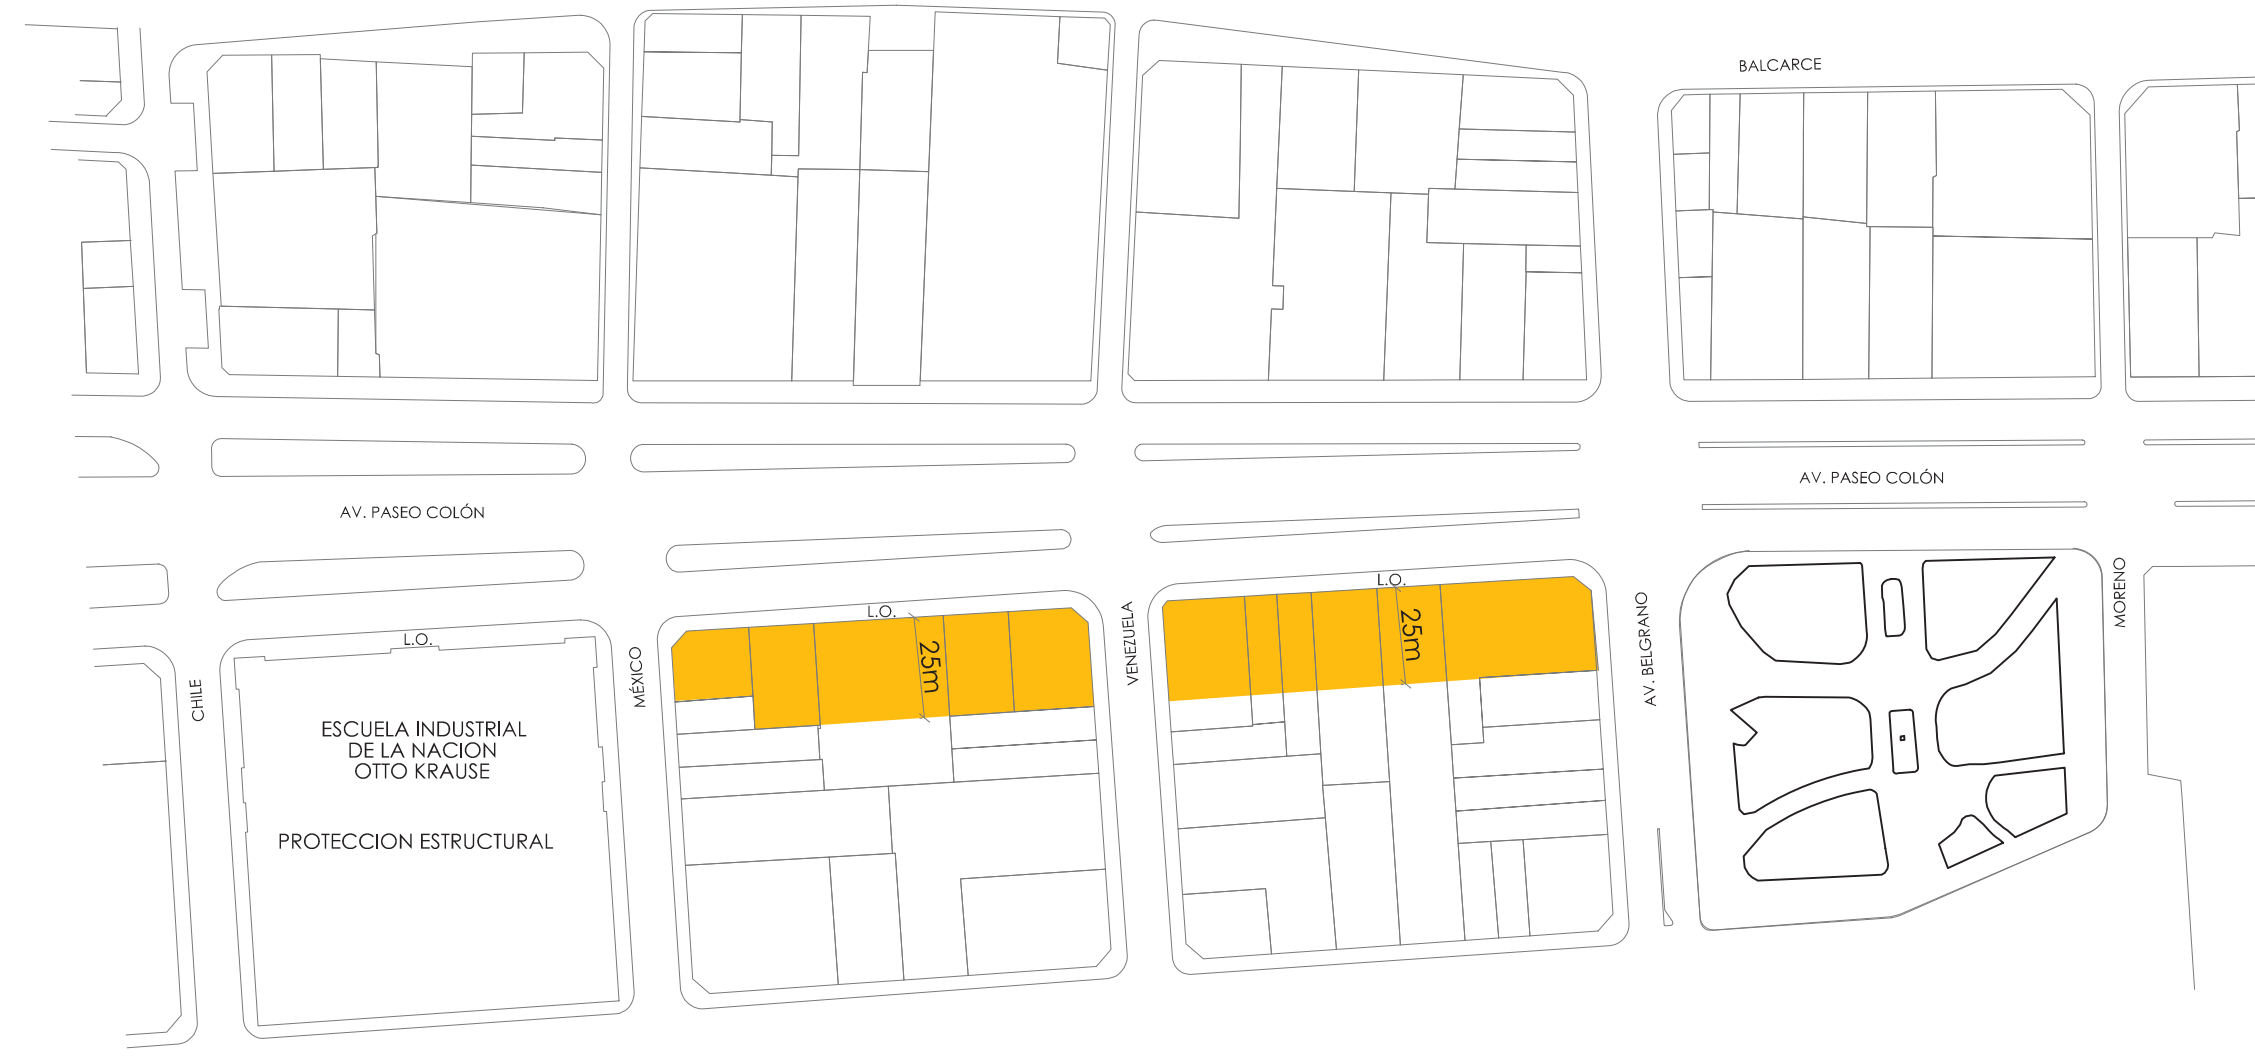 BALCARCE
AV. PASEO COLÓN
AV. PASEO COLÓN
MORENO
L.O.
AV. BELGRANO
VENEZUELA
L.O.
25m
L.O.
25m
MÉXICO
CHILE
ESCUELA INDUSTRIAL
DE LA NACION
OTTO KRAUSE
PROTECCION ESTRUCTURAL